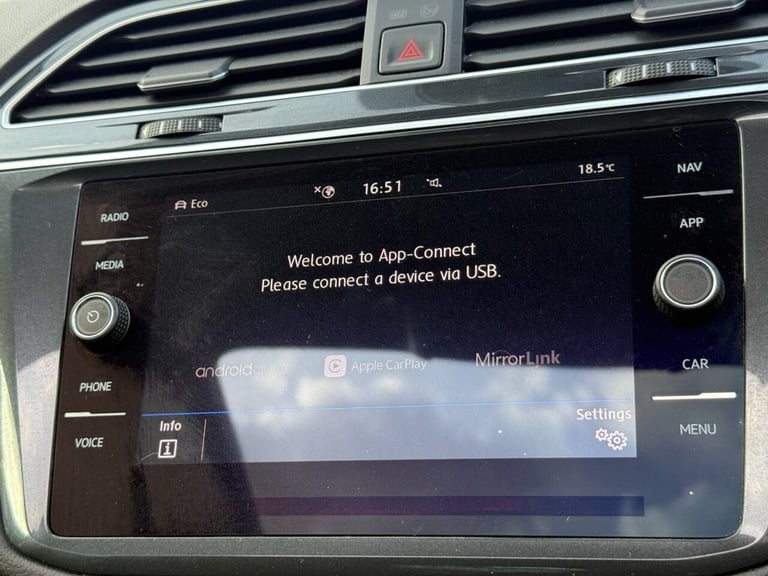 RADIO
MEDIA
PHONE
VOICE
Eco
16:51
18.5°C
Welcome to App-Connect
Please connect a device via USB.
android
Apple CarPlay
MirrorLink
Info
i
Settings
NAV
APP
CAR
MENU